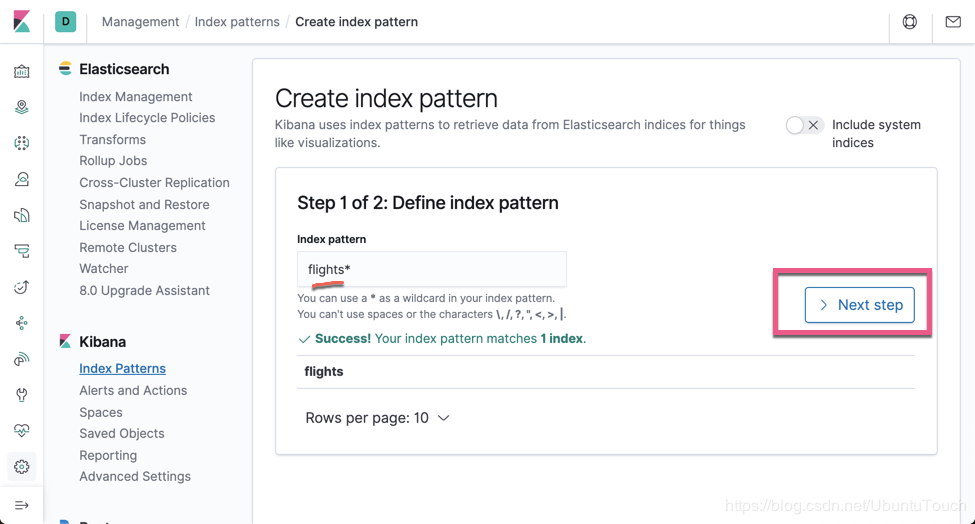 D Management / Index patterns / Create index pattern
Elasticsearch
Index Management
Index Lifecycle Policies
Transforms
Rollup Jobs
Cross-Cluster Replication
Snapshot and Restore
License Management
Remote Clusters
Watcher
8.0 Upgrade Assistant
Kibana
Index Patterns
Alerts and Actions
Spaces
Saved Objects
Reporting
Advanced Settings
Create index pattern
Kibana uses index patterns to retrieve data from Elasticsearch indices for things
like visualizations.
Include system
indices
Step 1 of 2: Define index pattern
Index pattern
flights*
You can use a * as a wildcard in your index pattern.
You can't use spaces or the characters \, /, ?, ", <, >, |.
Success! Your index pattern matches 1 index.
Next step
flights
Rows per page: 10
https://blog.csdn.net/UbuntuTouch